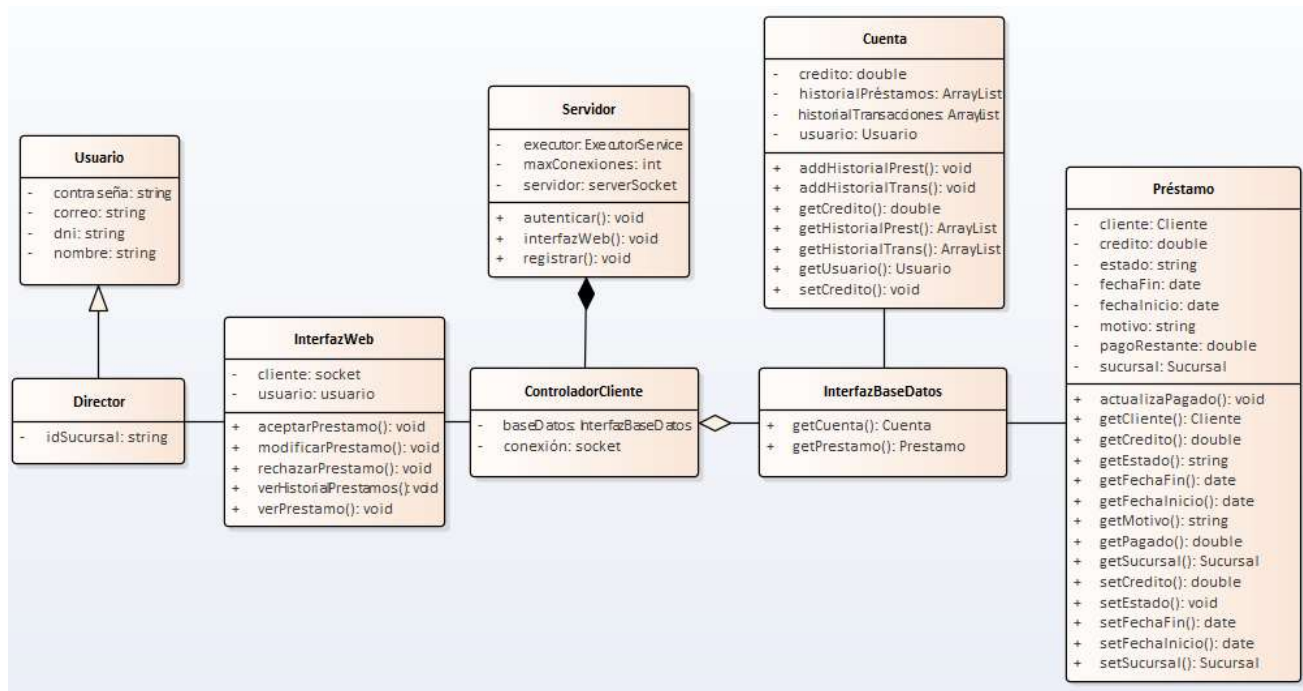 Usuario
- contraseña: string
- correo: string
- dni: string
- nombre: string
Director
- idSucursal: string
InterfazWeb
- cliente: socket
- usuario: usuario
+ aceptarPrestamo(): void
+ modificarPrestamo(): void
+ rechazarPrestamo(): void
+ verHistorialPrestamos(): void
+ verPrestamo(): void
Servidor
- executor: ExecutorService
- maxConexiones: int
- servidor: serverSocket
+ autenticar(): void
+ interfazWeb(): void
+ registrar(): void
ControladorCliente
- baseDatos: InterfazBaseDatos
- conexión: socket
Cuenta
- credito: double
- historialPréstamos: ArrayList
- historialTransacciones: ArrayList
- usuario: Usuario
+ addHistorialPrest(): void
+ addHistorialTrans(): void
+ getCredito(): double
+ getHistorialPrest(): ArrayList
+ getHistorialTrans(): ArrayList
+ getUsuario(): Usuario
+ setCredito(): void
InterfazBaseDatos
+ getCuenta(): Cuenta
+ getPrestamo(): Prestamo
Préstamo
- cliente: Cliente
- credito: double
- estado: string
- fechaFin: date
- fechaInicio: date
- motivo: string
- pagoRestante: double
- sucursal: Sucursal
+ actualizaPagado(): void
+ getCliente(): Cliente
+ getCredito(): double
+ getEstado(): string
+ getFechaFin(): date
+ getFechaInicio(): date
+ getMotivo(): string
+ getPagado(): double
+ getSucursal(): Sucursal
+ setCredito(): double
+ setEstado(): void
+ setFechaFin(): date
+ setFechaInicio(): date
+ setSucursal(): Sucursal